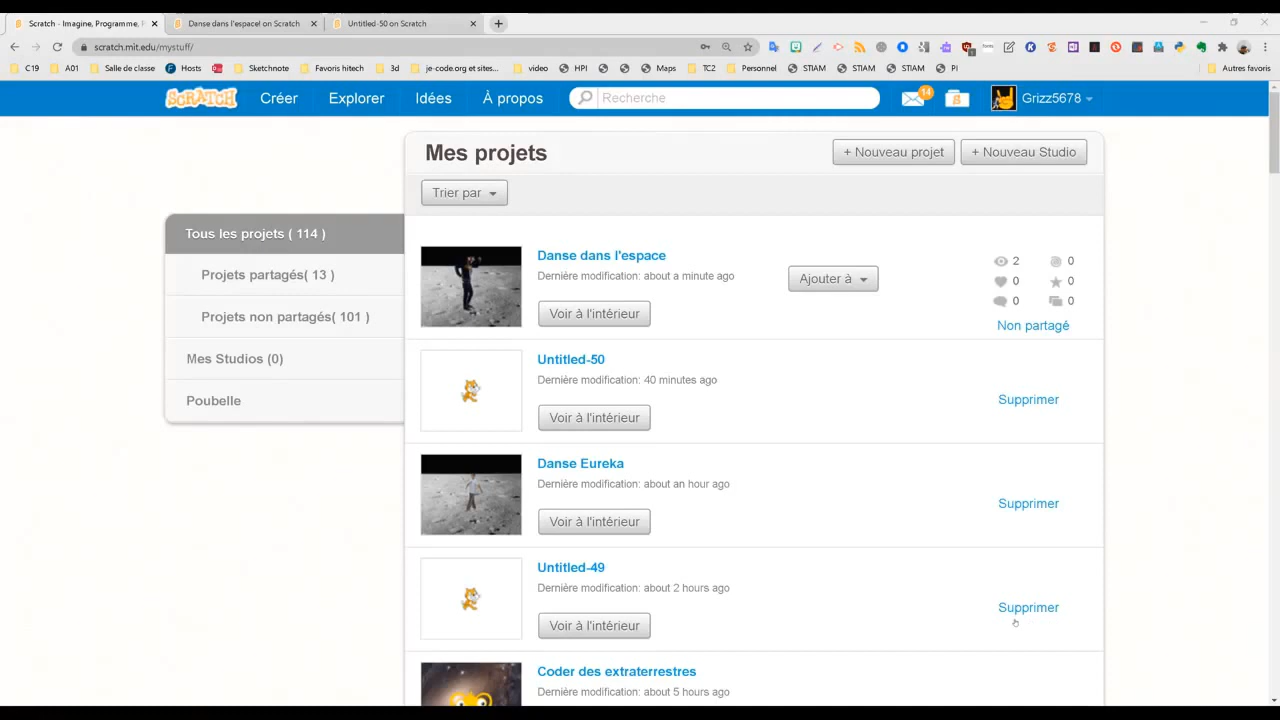 Scratch - Imagine, Programme, P
Danse dans l'espace! on Scratch
Untitled-50 on Scratch
scratch.mit.edu/mystuff/
C19
A01
Salle de classe
Hosts
Sketchnote
Favoris hitech
3d
je-code.org et sites...
video
HPI
Maps
TC2
Personnel
STIAM
STIAM
STIAM
PI
Autres favoris
SCRATCH
Créer
Explorer
Idées
À propos
Recherche
14
Grizz5678
Mes projets
+ Nouveau projet
+ Nouveau Studio
Trier par
Tous les projets ( 114 )
Projets partagés( 13 )
Projets non partagés( 101 )
Mes Studios (0)
Poubelle
Danse dans l'espace
Dernière modification: about a minute ago
Voir à l'intérieur
Ajouter à
2
0
0
0
0
0
Non partagé
Untitled-50
Dernière modification: 40 minutes ago
Voir à l'intérieur
Supprimer
Danse Eureka
Dernière modification: about an hour ago
Voir à l'intérieur
Supprimer
Untitled-49
Dernière modification: about 2 hours ago
Voir à l'intérieur
Supprimer
Coder des extraterrestres
Dernière modification: about 5 hours ago